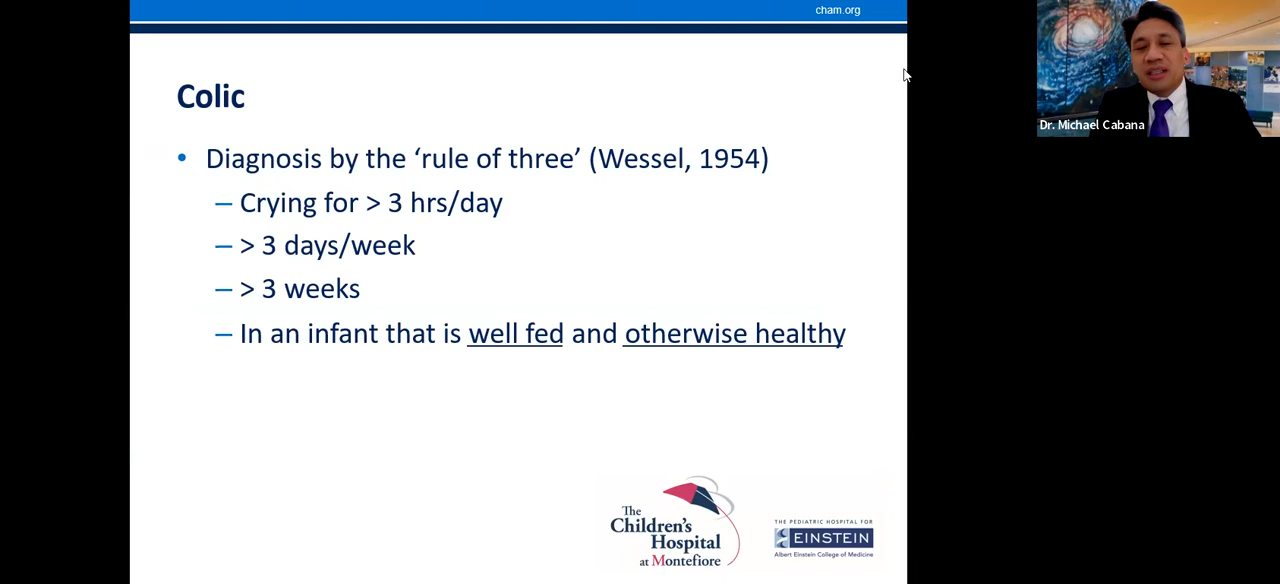 cham.org
Colic
• Diagnosis by the ‘rule of three’ (Wessel, 1954)
– Crying for > 3 hrs/day
– > 3 days/week
– > 3 weeks
– In an infant that is well fed and otherwise healthy
Dr. Michael Cabana
The
Children's
Hospital
at Montefiore
THE PEDIATRIC HOSPITAL FOR
EINSTEIN
Albert Einstein College of Medicine